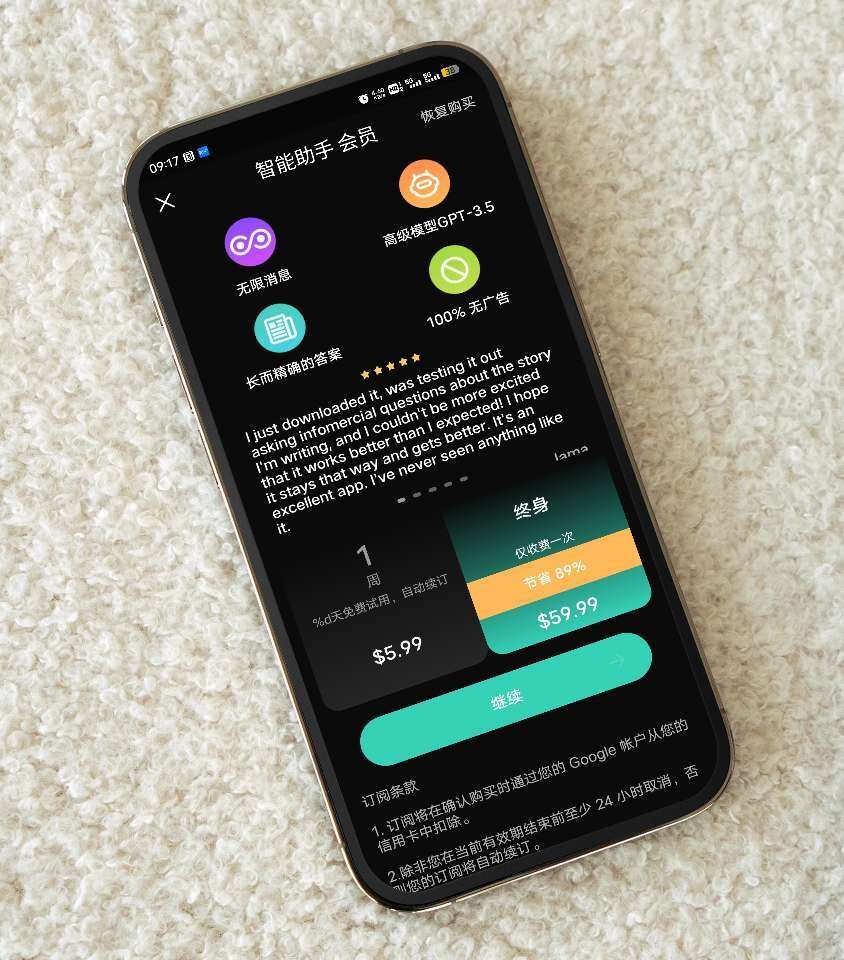 09:17
4.60 KB/s HD 5G 5G 38
恢复购买
智能助手 会员
无限消息
高级模型GPT-3.5
长而精确的答案
100% 无广告
I just downloaded it, was testing it out
asking infomercial questions about the story
I'm writing, and I couldn't be more excited
that it works better than I expected! I hope
it stays that way and gets better. It's an
excellent app. I've never seen anything like
it.
Jama
1
周
%d天免费试用，自动续订
$5.99
终身
仅收费一次
节省 89%
$59.99
继续
订阅条款
1. 订阅将在确认购买时通过您的 Google 帐户从您的
信用卡中扣除。
2.除非您在当前有效期结束前至少 24 小时取消，否
则您的订阅将自动续订。